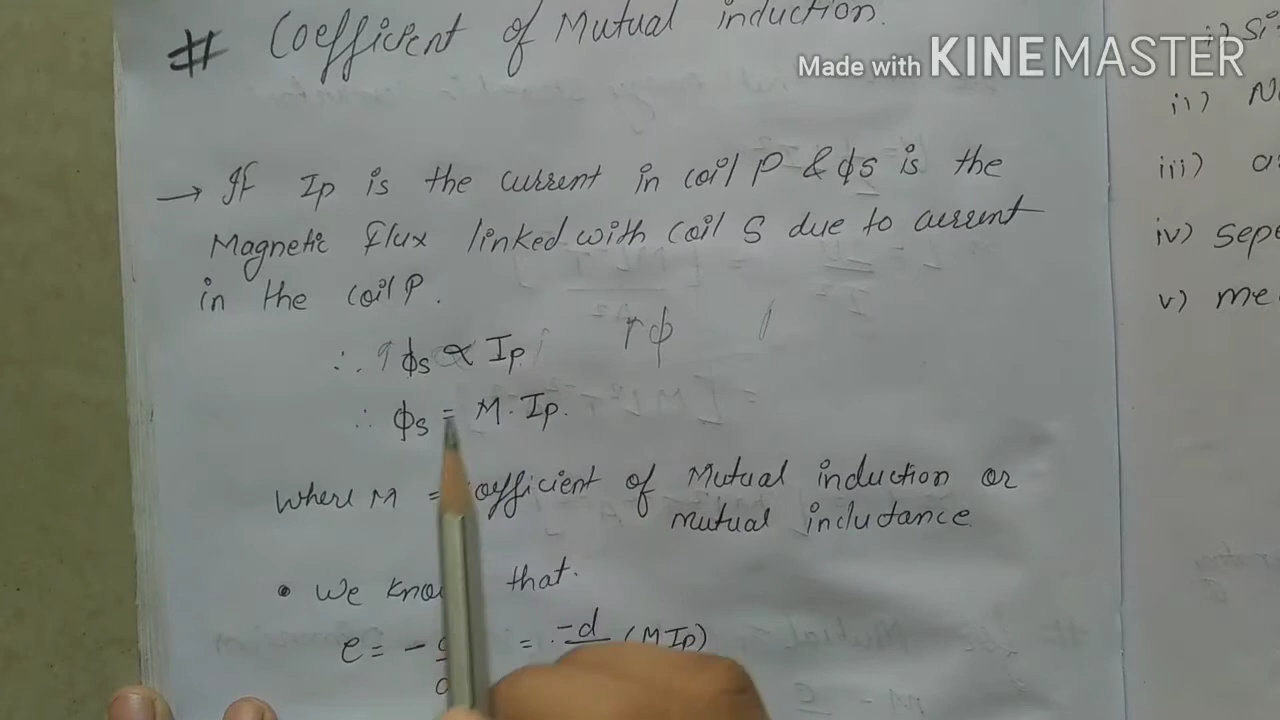 # Coefficient of Mutual induction.
Made with KINEMASTER
→ If Ip is the current in coil P & ϕs is the
Magnetic flux linked with coil S due to current
in the coil P.
∴ ϕs ∝ Ip
∴ ϕs = M. Ip.
Where M = coefficient of Mutual induction or
mutual inductance
• We know that.
e = - = -d (M Ip)
ii)
iii)
iv)
v) me